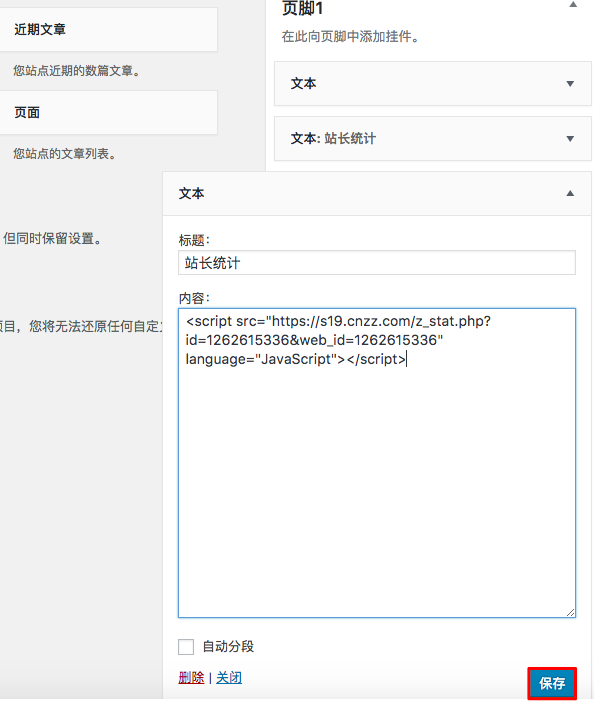 近期文章
您站点近期的数篇文章。
页面
您站点的文章列表。
但同时保留设置。
项目，您将无法还原任何自定义
页脚1
在此向页脚中添加挂件。
文本
文本: 站长统计
文本
标题：
站长统计
内容：
<script src="https://s19.cnzz.com/z_stat.php?
id=1262615336&web_id=1262615336"
language="JavaScript"></script>
自动分段
删除 | 关闭
保存